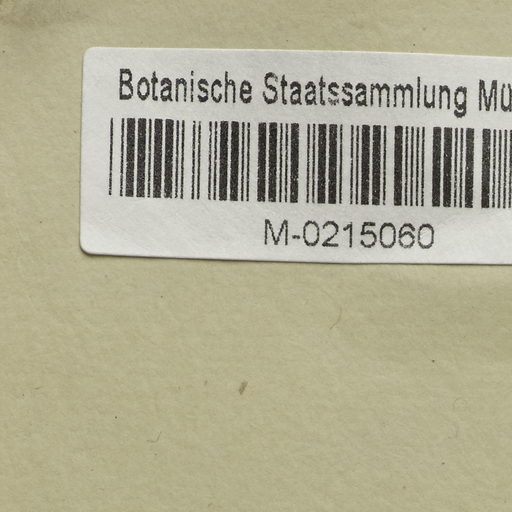 Botanische Staatssammlung Mü
M-0215060